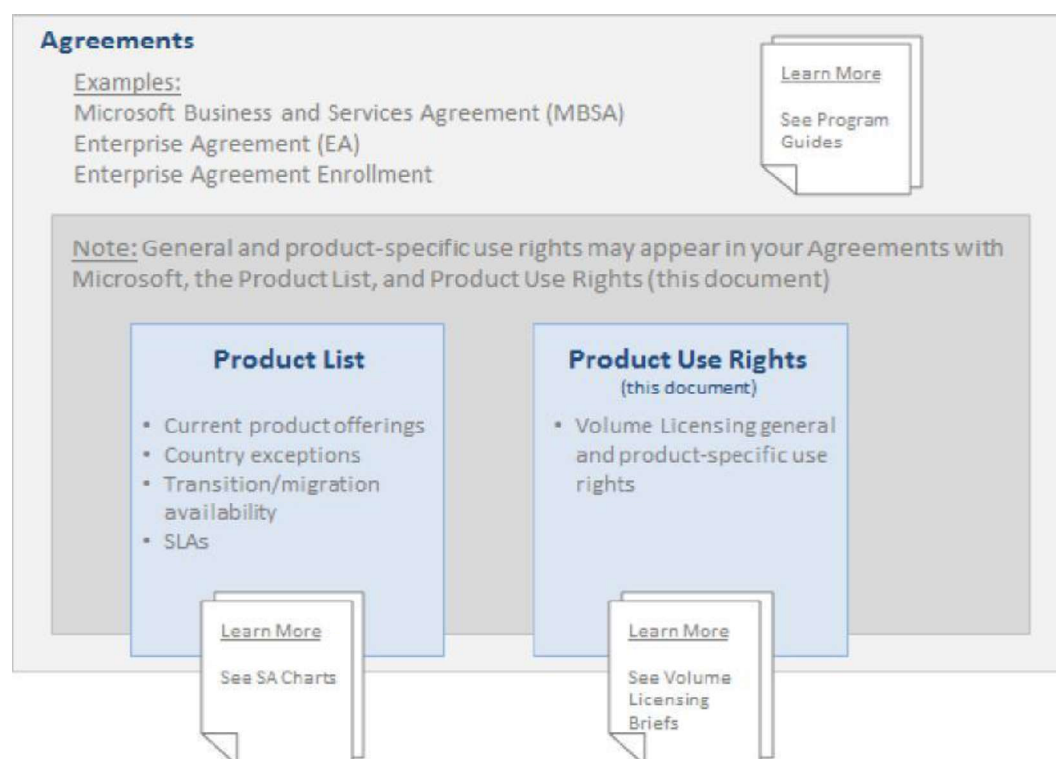 Agreements
Examples:
Microsoft Business and Services Agreement (MBSA)
Enterprise Agreement (EA)
Enterprise Agreement Enrollment
Learn More
See Program
Guides
Note: General and product-specific use rights may appear in your Agreements with
Microsoft, the Product List, and Product Use Rights (this document)
Product List
• Current product offerings
• Country exceptions
• Transition/migration
availability
• SLAs
Learn More
See SA Charts
Product Use Rights
(this document)
• Volume Licensing general
and product-specific use
rights
Learn More
See Volume
Licensing
Briefs